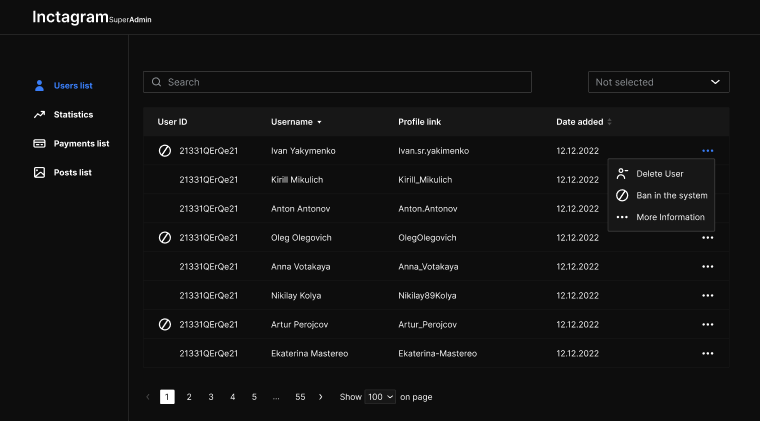 Inctagram SuperAdmin
Search
Not selected
Users list
Statistics
Payments list
Posts list
User ID Username Profile link Date added
21331QErQe21 Ivan Yakymenko Ivan.sr.yakimenko 12.12.2022
21331QErQe21 Kirill Mikulich Kirill_Mikulich 12.12.2022
21331QErQe21 Anton Antonov Anton.Antonov 12.12.2022
21331QErQe21 Oleg Olegovich OlegOlegovich 12.12.2022
21331QErQe21 Anna Votakaya Anna_Votakaya 12.12.2022
21331QErQe21 Nikilay Kolya Nikilay89Kolya 12.12.2022
21331QErQe21 Artur Perojcov Artur_Perojcov 12.12.2022
21331QErQe21 Ekaterina Mastereo Ekaterina-Mastereo 12.12.2022
Delete User
Ban in the system
More Information
1 2 3 4 5 ... 55 Show 100 on page